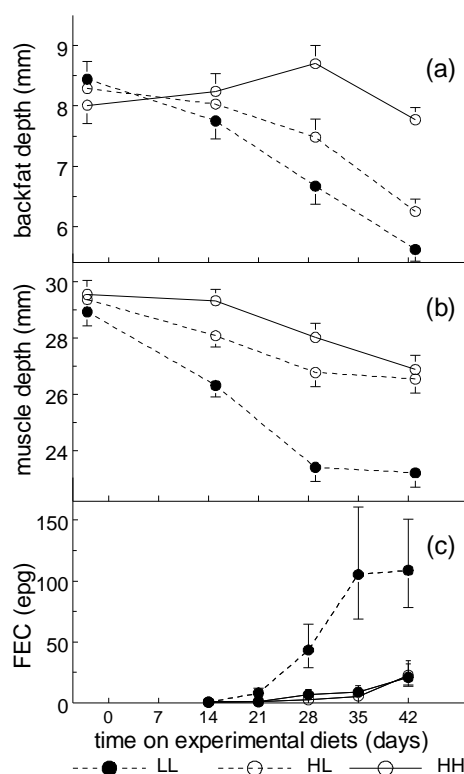 9
8
7
6
backfat depth (mm)
(a)
30
28
26
24
muscle depth (mm)
(b)
150
100
50
0
FEC (epg)
(c)
0 7 14 21 28 35 42
time on experimental diets (days)
LL HL HH